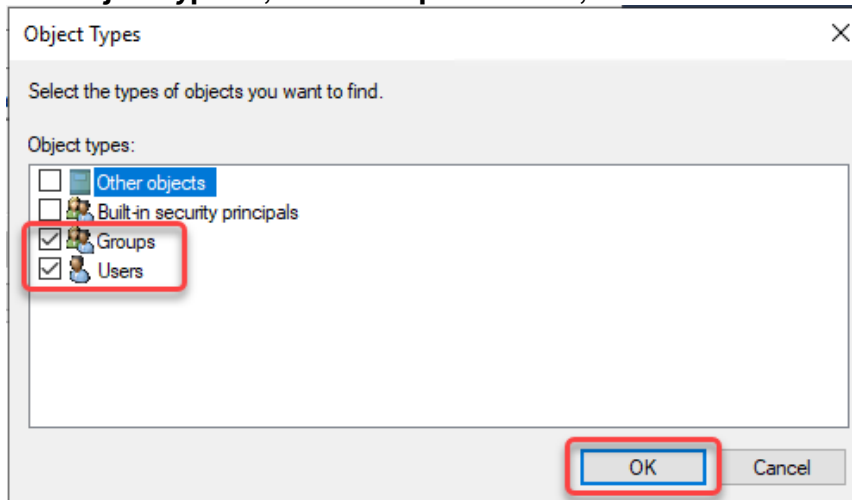 Object Types
Select the types of objects you want to find.
Object types:
Other objects
Built-in security principals
Groups
Users
OK
Cancel